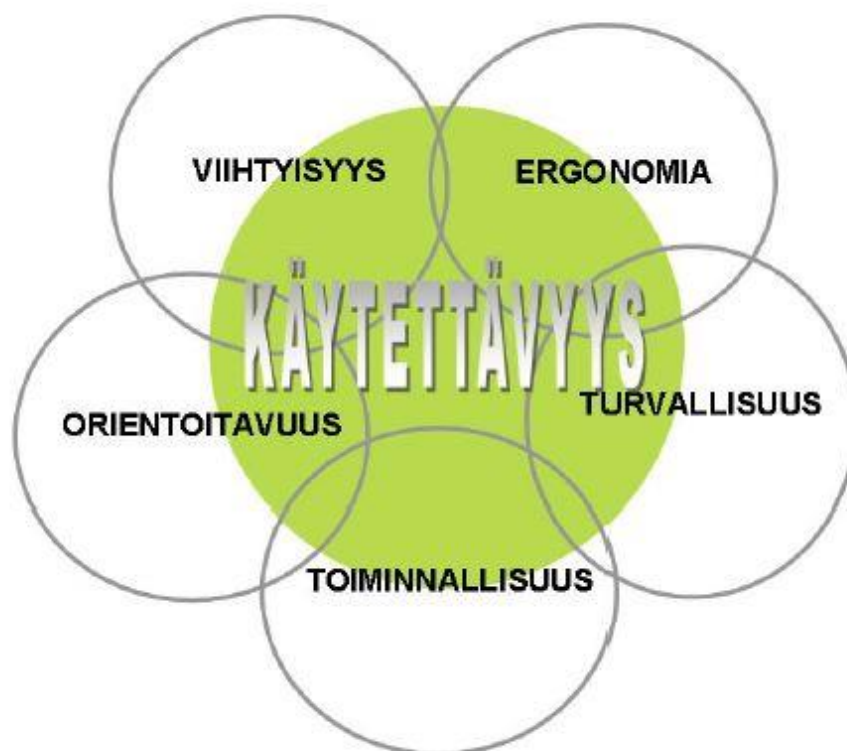 VIIHTYISYYS
ERGONOMIA
KÄYTETTÄVYYS
ORIENTOITAVUUS
TURVALLISUUS
TOIMINNALLISUUS